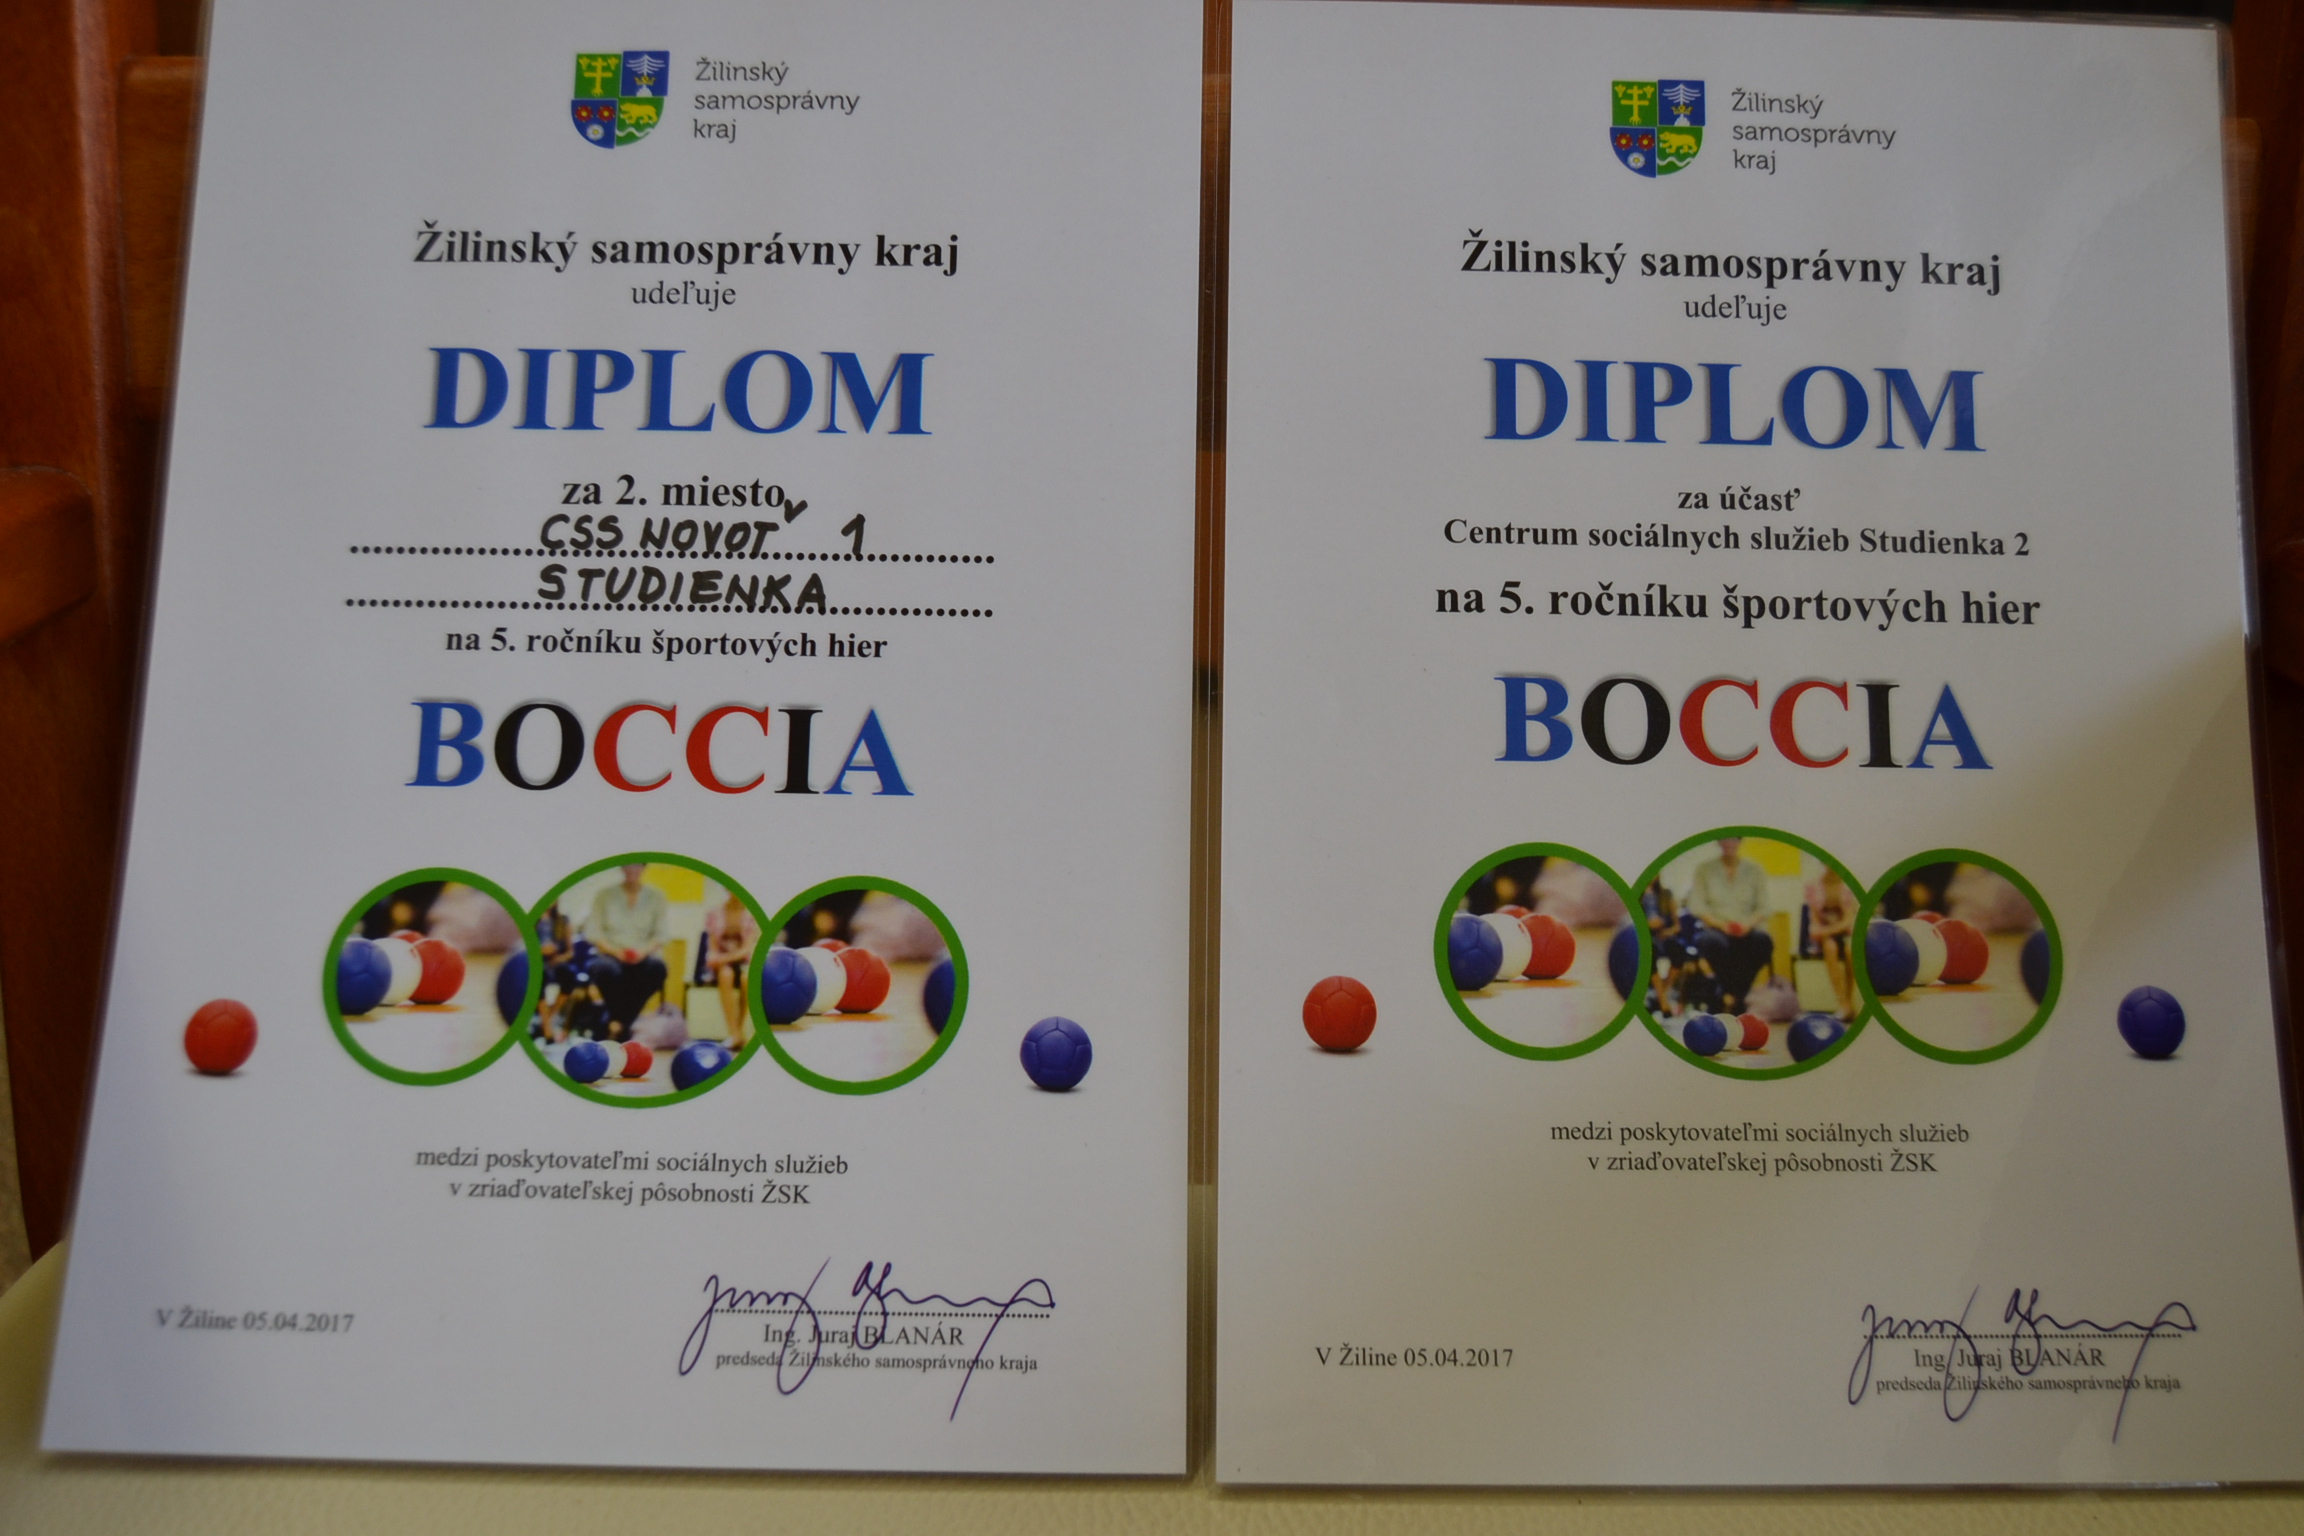 Žilinský
samosprávny
kraj
Žilinský samosprávny kraj
udeľuje
DIPLOM
za 2. miesto
CSS NOVOŤ 1
STUDIENKA
na 5. ročníku športových hier
BOCCIA
medzi poskytovateľmi sociálnych služieb
v zriaďovateľskej pôsobnosti ŽSK
V Žiline 05.04.2017
Ing. Juraj BLANÁR
predseda Žilinského samosprávneho kraja
Žilinský
samosprávny
kraj
Žilinský samosprávny kraj
udeľuje
DIPLOM
za účasť
Centrum sociálnych služieb Studienka 2
na 5. ročníku športových hier
BOCCIA
medzi poskytovateľmi sociálnych služieb
v zriaďovateľskej pôsobnosti ŽSK
V Žiline 05.04.2017
Ing. Juraj BLANÁR
predseda Žilinského samosprávneho kraja